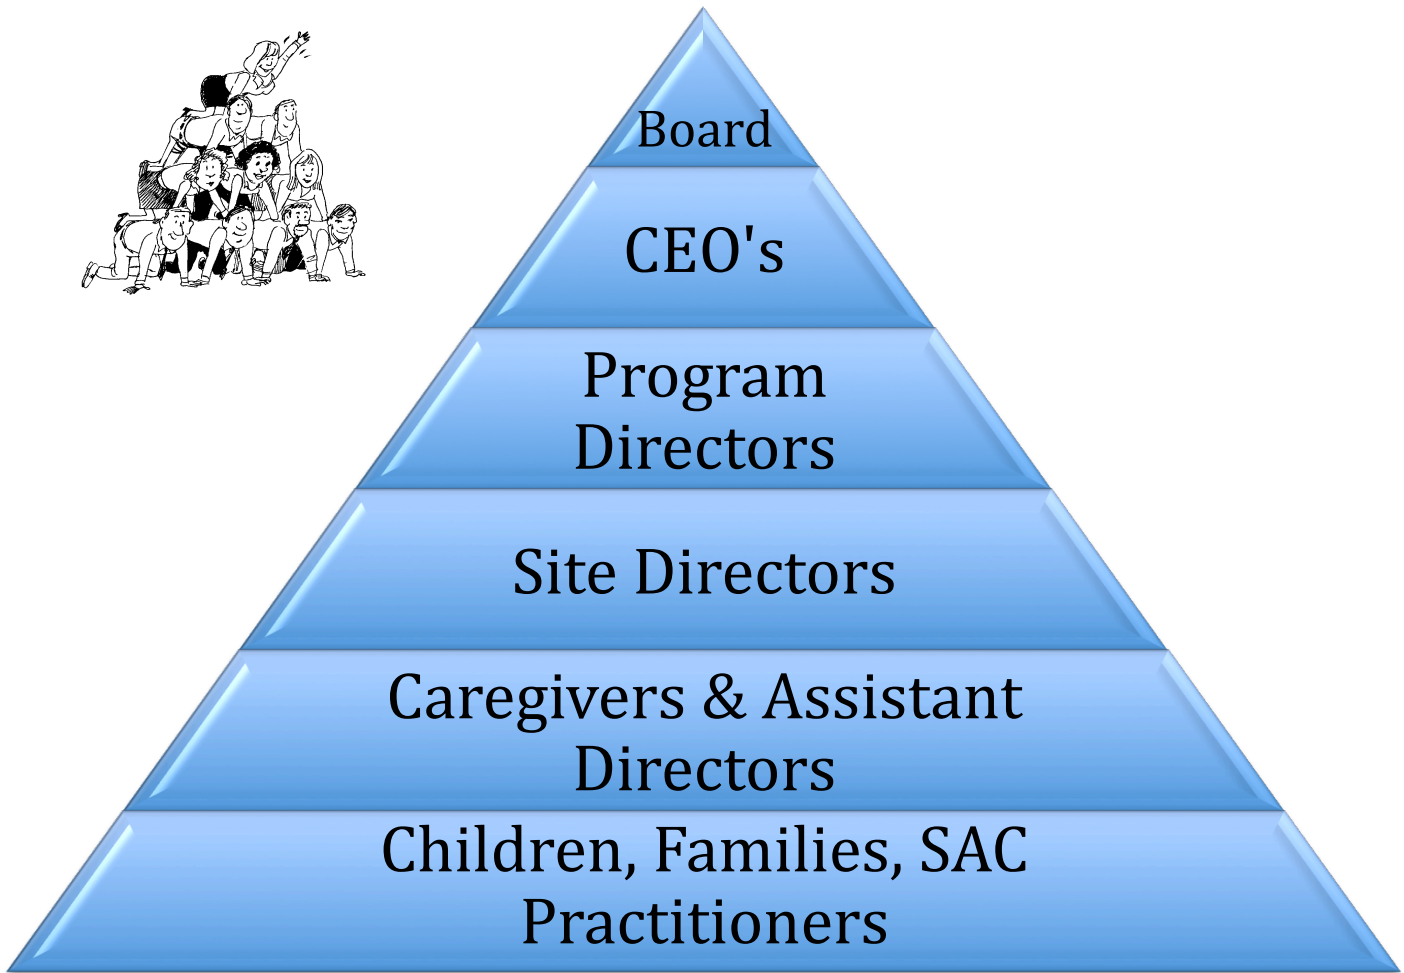 Board
CEO's
Program
Directors
Site Directors
Caregivers & Assistant
Directors
Children, Families, SAC
Practitioners